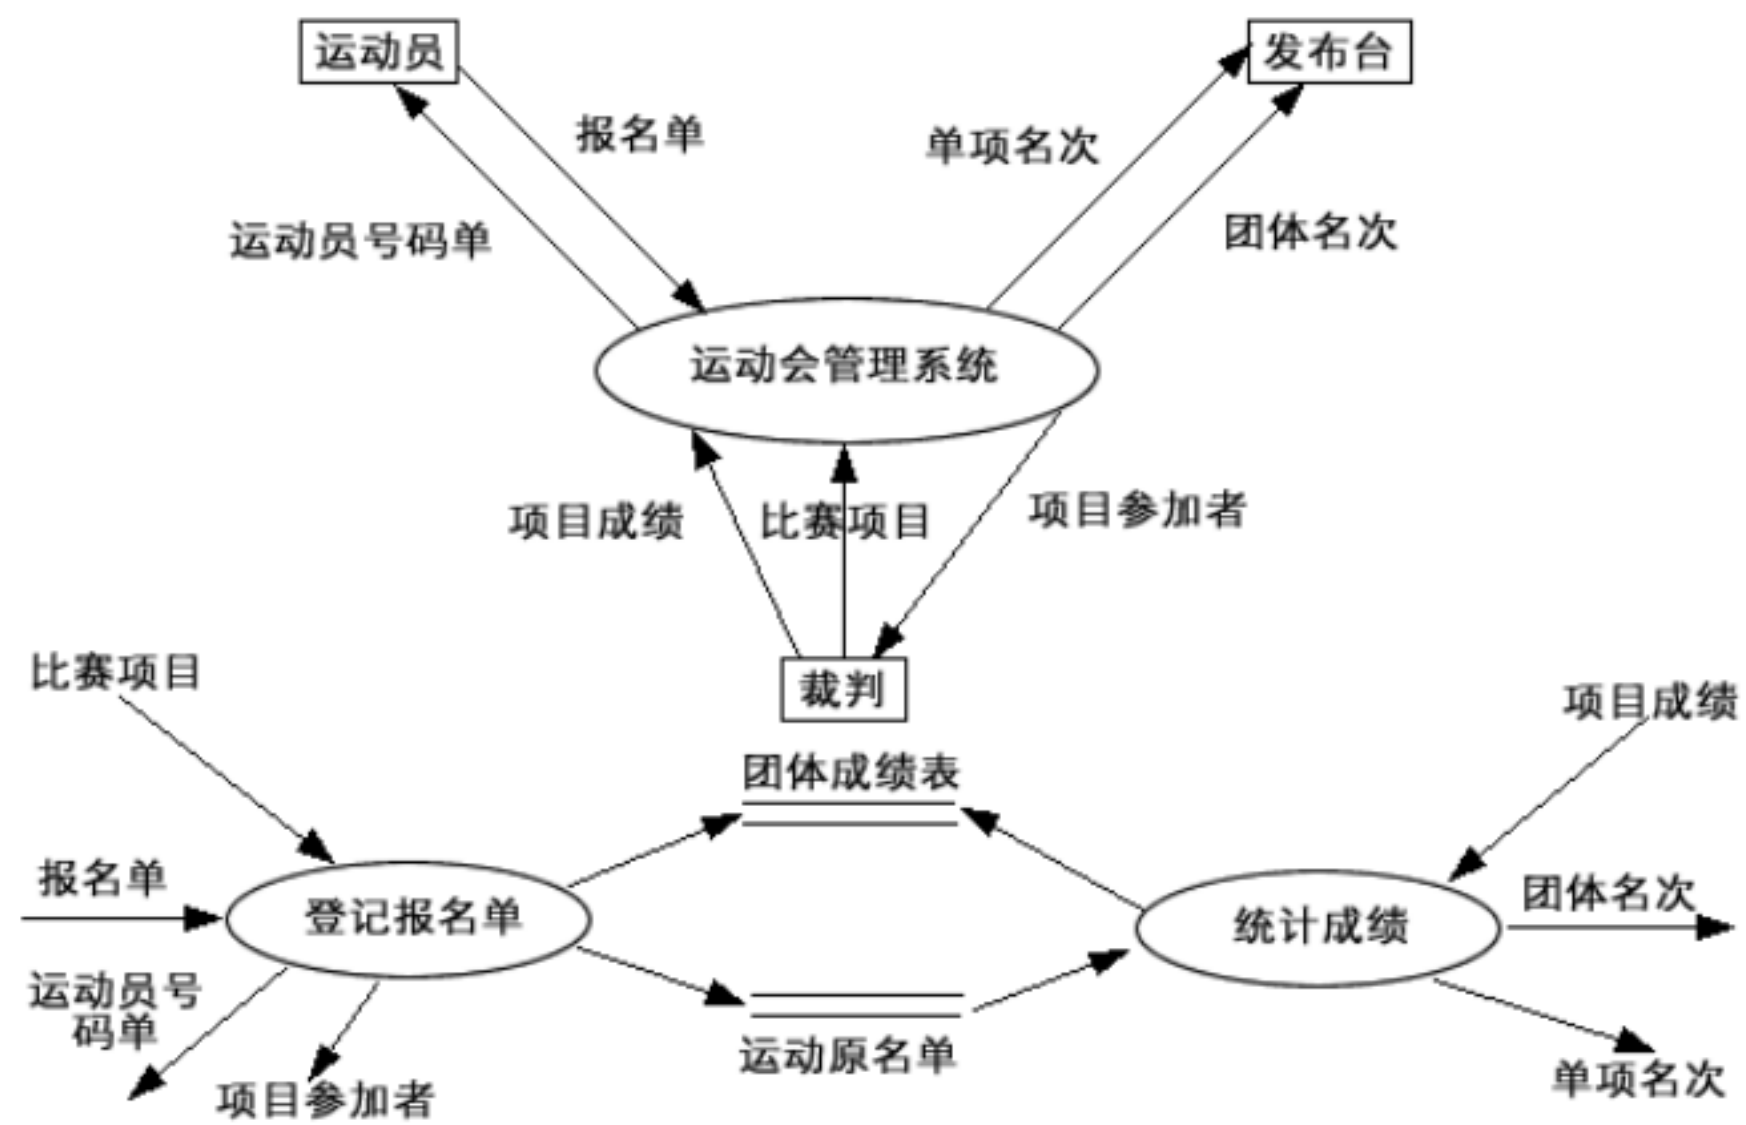 运动员
发布台
报名单
单项名次
运动员号码单
团体名次
运动会管理系统
项目成绩
比赛项目
项目参加者
裁判
比赛项目
项目成绩
团体成绩表
报名单
登记报名单
统计成绩
团体名次
运动员号
码单
项目参加者
运动原名单
单项名次